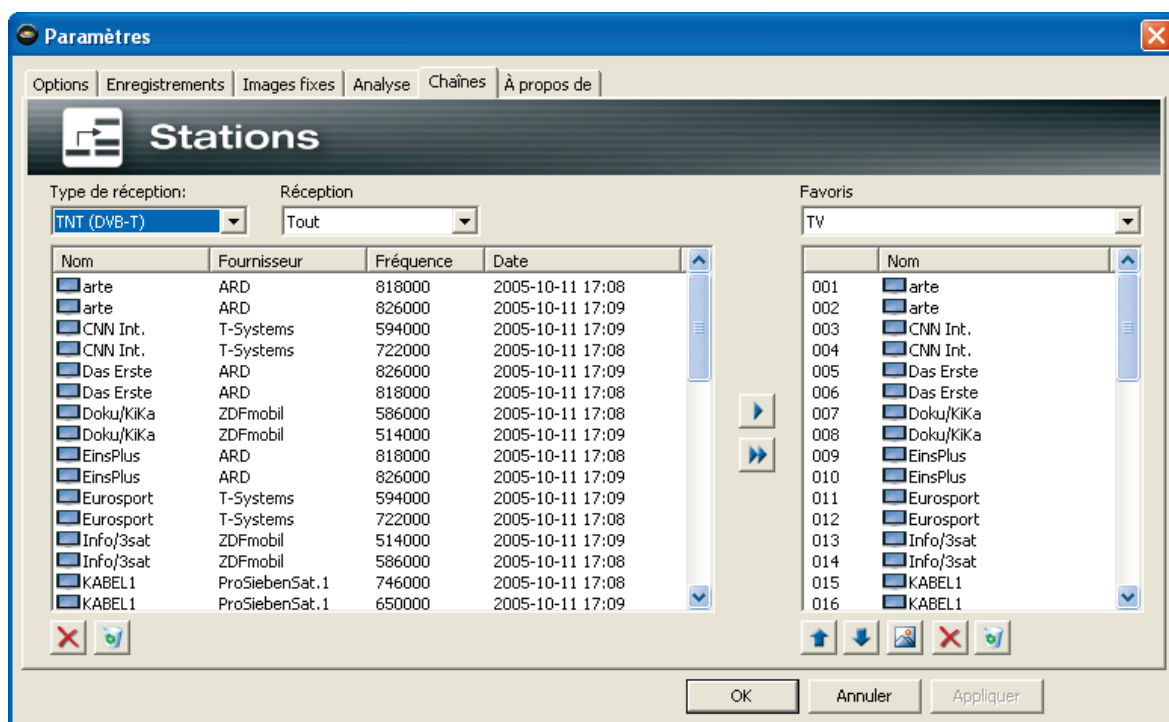 Paramètres
Options Enregistrements Images fixes Analyse Chaînes À propos de
Stations
Type de réception: Réception Favoris
TNT (DVB-T) Tout TV
Nom Fournisseur Fréquence Date Nom
arte ARD 818000 2005-10-11 17:08 001 arte
arte ARD 826000 2005-10-11 17:09 002 arte
CNN Int. T-Systems 594000 2005-10-11 17:09 003 CNN Int.
CNN Int. T-Systems 722000 2005-10-11 17:08 004 CNN Int.
Das Erste ARD 826000 2005-10-11 17:09 005 Das Erste
Das Erste ARD 818000 2005-10-11 17:08 006 Das Erste
Doku/KiKa ZDFmobil 586000 2005-10-11 17:08 007 Doku/KiKa
Doku/KiKa ZDFmobil 514000 2005-10-11 17:09 008 Doku/KiKa
EinsPlus ARD 818000 2005-10-11 17:08 009 EinsPlus
EinsPlus ARD 826000 2005-10-11 17:09 010 EinsPlus
Eurosport T-Systems 594000 2005-10-11 17:09 011 Eurosport
Eurosport T-Systems 722000 2005-10-11 17:08 012 Eurosport
Info/3sat ZDFmobil 514000 2005-10-11 17:09 013 Info/3sat
Info/3sat ZDFmobil 586000 2005-10-11 17:08 014 Info/3sat
KABEL1 ProSiebenSat.1 746000 2005-10-11 17:08 015 KABEL1
KABEL1 ProSiebenSat.1 650000 2005-10-11 17:09 016 KABEL1
OK Annuler Appliquer